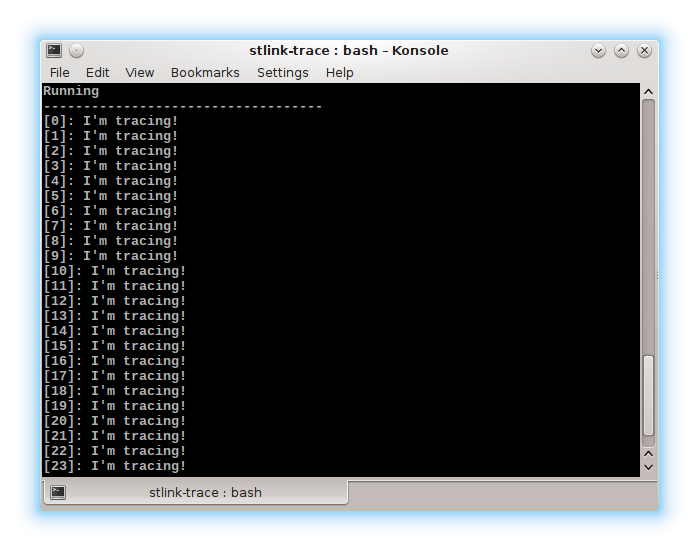 stlink-trace : bash – Konsole
File Edit View Bookmarks Settings Help
Running
-----------------------------------
[0]: I'm tracing!
[1]: I'm tracing!
[2]: I'm tracing!
[3]: I'm tracing!
[4]: I'm tracing!
[5]: I'm tracing!
[6]: I'm tracing!
[7]: I'm tracing!
[8]: I'm tracing!
[9]: I'm tracing!
[10]: I'm tracing!
[11]: I'm tracing!
[12]: I'm tracing!
[13]: I'm tracing!
[14]: I'm tracing!
[15]: I'm tracing!
[16]: I'm tracing!
[17]: I'm tracing!
[18]: I'm tracing!
[19]: I'm tracing!
[20]: I'm tracing!
[21]: I'm tracing!
[22]: I'm tracing!
[23]: I'm tracing!
stlink-trace : bash